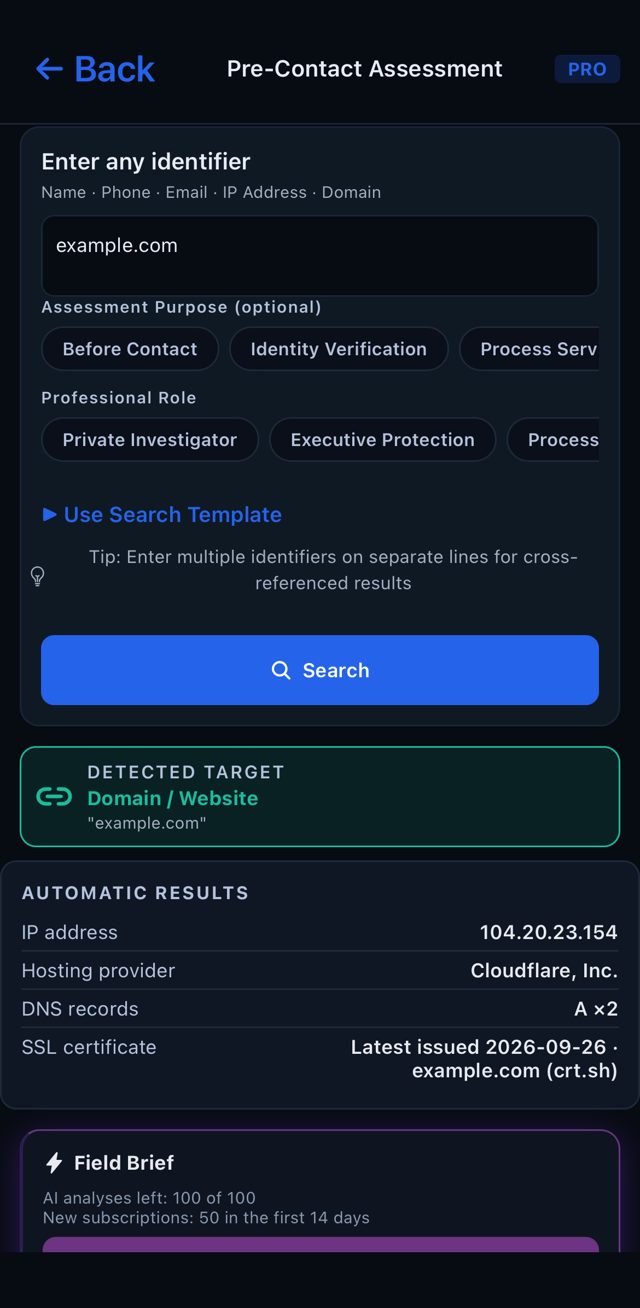 ← Back
Pre-Contact Assessment
PRO
Enter any identifier
Name · Phone · Email · IP Address · Domain
example.com
Assessment Purpose (optional)
Before Contact
Identity Verification
Process Serv
Professional Role
Private Investigator
Executive Protection
Process
▶ Use Search Template
Tip: Enter multiple identifiers on separate lines for cross-
referenced results
Search
DETECTED TARGET
Domain / Website
"example.com"
AUTOMATIC RESULTS
IP address 104.20.23.154
Hosting provider Cloudflare, Inc.
DNS records A ×2
SSL certificate Latest issued 2026-09-26 ·
example.com (crt.sh)
Field Brief
AI analyses left: 100 of 100
New subscriptions: 50 in the first 14 days